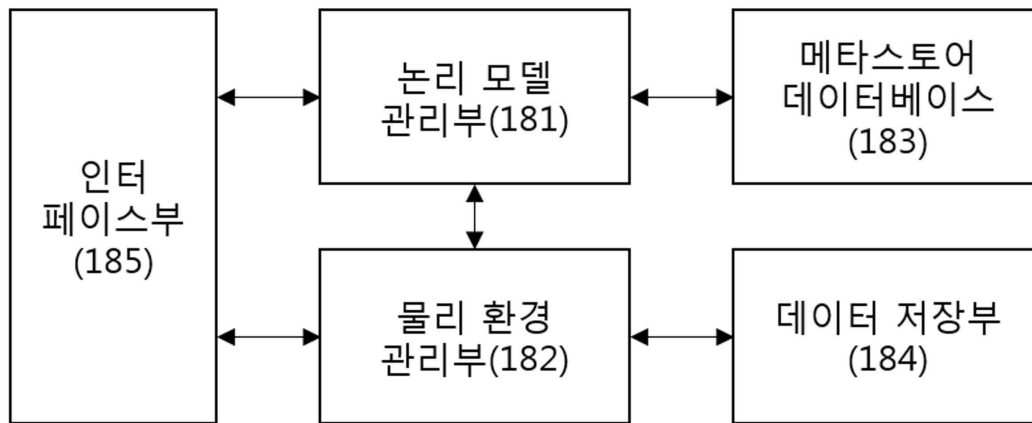 인터
페이스부
(185)
논리 모델
관리부(181)
메타스토어
데이터베이스
(183)
물리 환경
관리부(182)
데이터 저장부
(184)